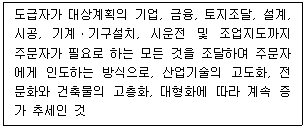 도급자가 대상계획의 기업, 금융, 토지조달, 설계,
시공, 기계·기구설치, 시운전 및 조업지도까지
주문자가 필요로 하는 모든 것을 조달하여 주문자
에게 인도하는 방식으로, 산업기술의 고도화, 전
문화와 건축물의 고층화, 대형화에 따라 계속 증
가 추세인 것